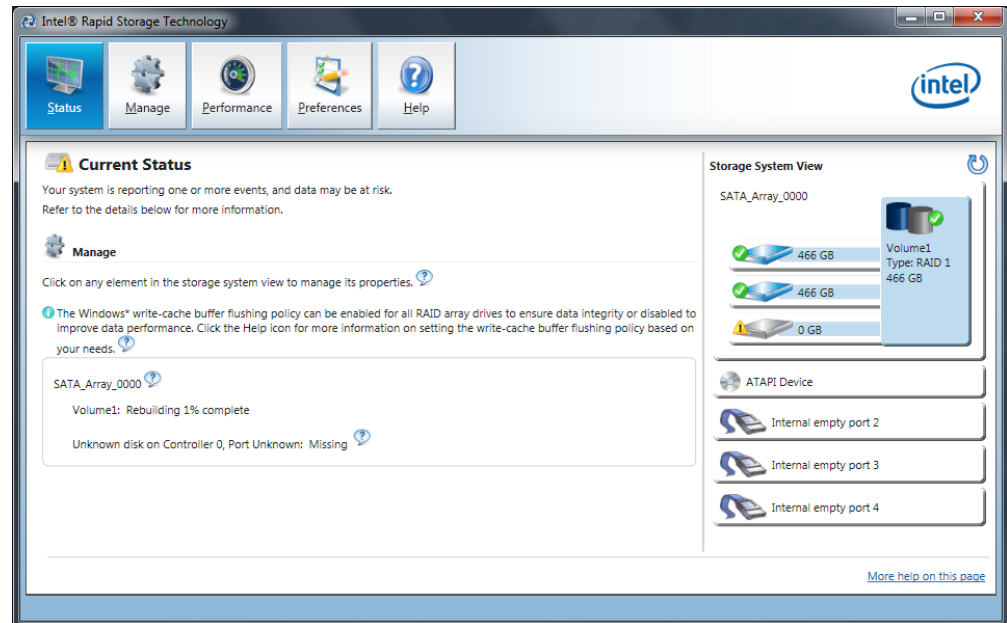 Intel® Rapid Storage Technology
Status
Manage
Performance
Preferences
Help
intel
Current Status
Your system is reporting one or more events, and data may be at risk.
Refer to the details below for more information.
Manage
Click on any element in the storage system view to manage its properties.
The Windows* write-cache buffer flushing policy can be enabled for all RAID array drives to ensure data integrity or disabled to
improve data performance. Click the Help icon for more information on setting the write-cache buffer flushing policy based on
your needs.
SATA_Array_0000
Volume1: Rebuilding 1% complete
Unknown disk on Controller 0, Port Unknown: Missing
Storage System View
SATA_Array_0000
466 GB
466 GB
0 GB
Volume1
Type: RAID 1
466 GB
ATAPI Device
Internal empty port 2
Internal empty port 3
Internal empty port 4
More help on this page